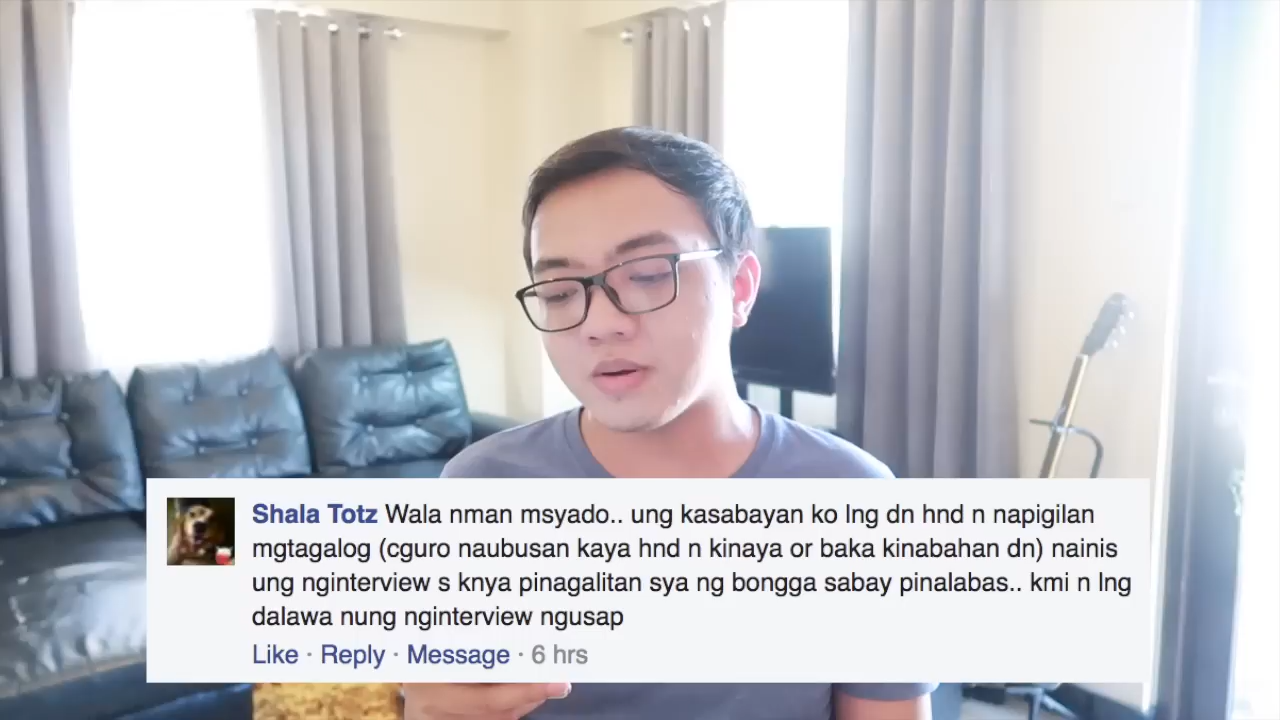 Shala Totz Wala nman msyado.. ung kasabayan ko lng dn hnd n napigilan
mgtagalog (cguro naubusan kaya hnd n kinaya or baka kinabahan dn) nainis
ung nginterview s knya pinagalitan sya ng bongga sabay pinalabas.. kmi n lng
dalawa nung nginterview ngusap
Like · Reply · Message · 6 hrs